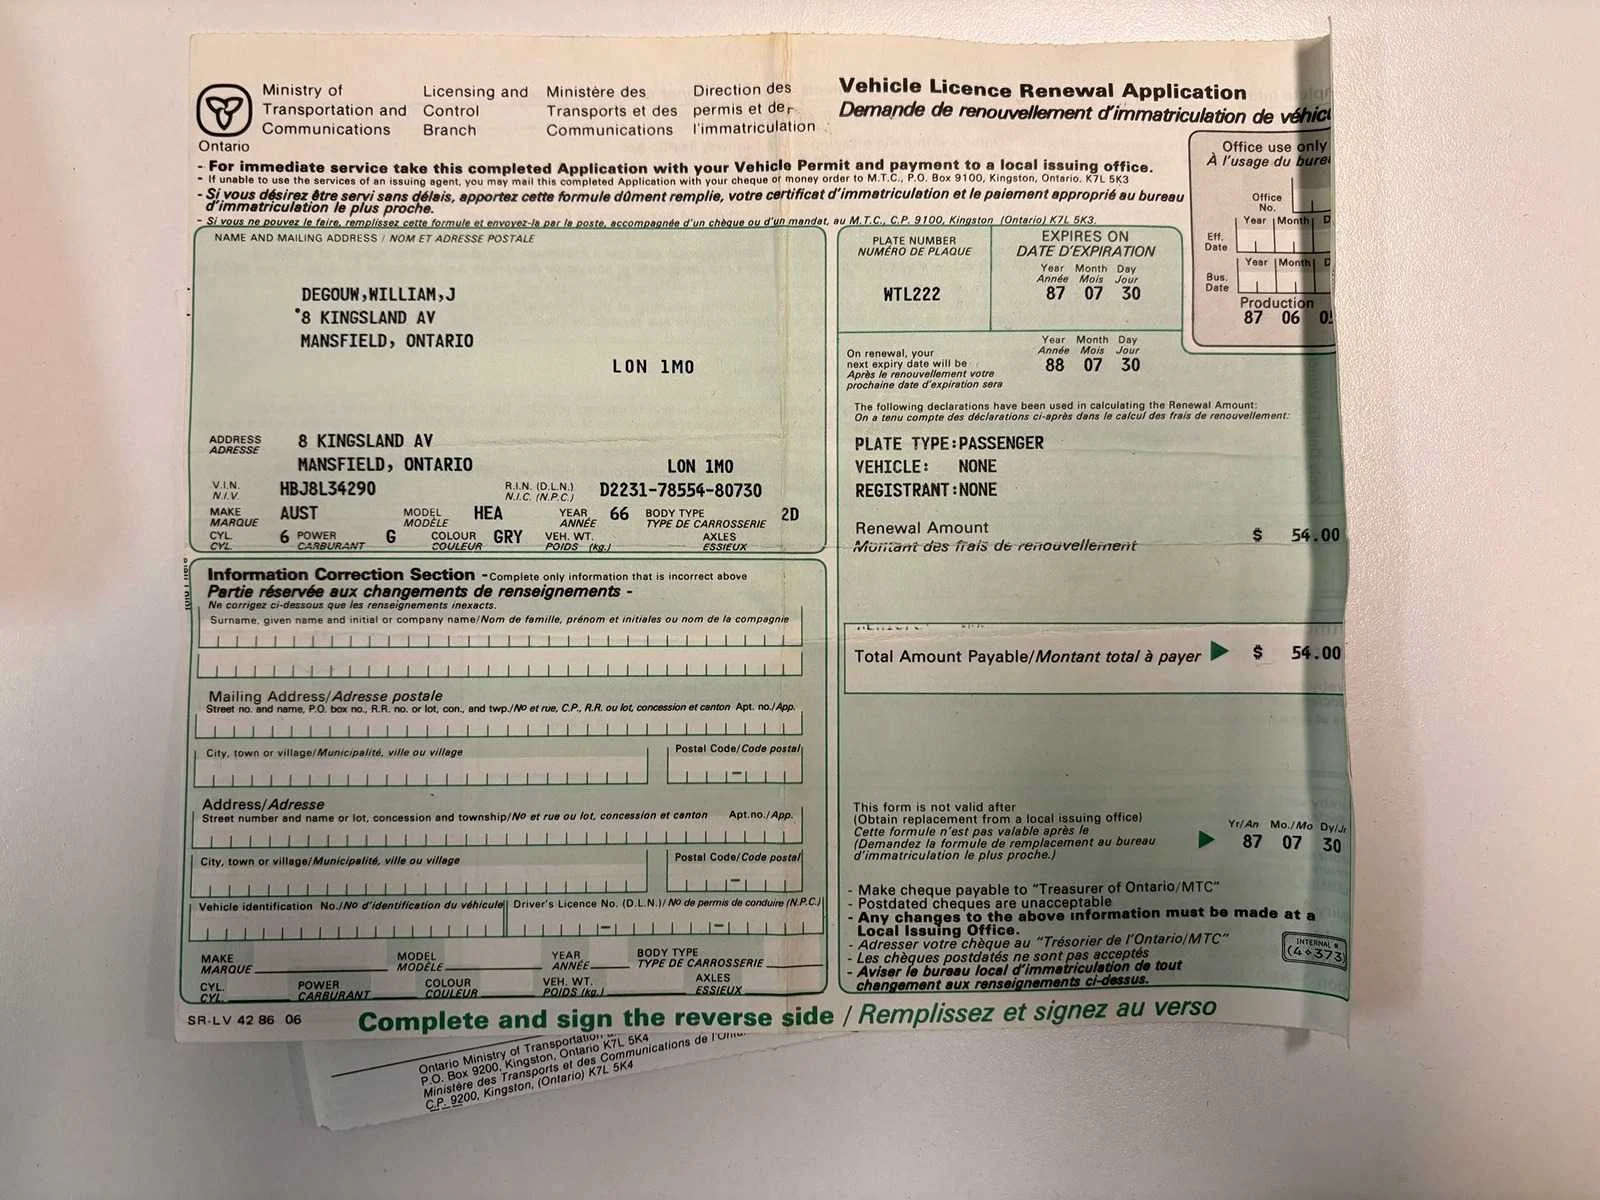 Ministry of Transportation and Communications
Licensing and Control Branch
Ministère des Transports et des Communications
Direction des permis et de l'immatriculation
Ontario
Vehicle Licence Renewal Application
Demande de renouvellement d'immatriculation de
- For immediate service take this completed Application with your Vehicle Permit and payment to a local issuing office.
- If unable to use the services of an issuing agent, you may mail this completed Application with your cheque or money order to M.T.C., P.O. Box 9100, Kingston, Ontario. K7L 5K3
- Si vous désirez être servi sans délais, apportez cette formule dûment remplie, votre certificat d'immatriculation et le paiement approprié au bureau
d'immatriculation le plus proche.
- Si vous ne pouvez le faire, remplissez cette formule et envoyez-la par la poste, accompagnée d'un chèque ou d'un mandat, au M.T.C., C.P. 9100, Kingston (Ontario) K7L 5K3.
Office use only
À l'usage du
Office No.
Year Month D
Eff. Date
Year Month D
Bus. Date
Production
87 06
NAME AND MAILING ADDRESS / NOM ET ADRESSE POSTALE
DEGOUW,WILLIAM,J
8 KINGSLAND AV
MANSFIELD, ONTARIO
LON 1MO
ADDRESS 8 KINGSLAND AV
ADRESSE
MANSFIELD, ONTARIO LON 1MO
V.I.N. HBJ8L34290 R.I.N. (D.L.N.) D2231-78554-80730
N.I.V. N.I.C. (N.P.C.)
MAKE AUST MODEL HEA YEAR 66 BODY TYPE 2D
MARQUE MODÈLE ANNÉE TYPE DE CARROSSERIE
CYL. 6 POWER G COLOUR GRY VEH. WT. AXLES
CYL. CARBURANT COULEUR POIDS (kg.) ESSIEUX
PLATE NUMBER
NUMÉRO DE PLAQUE
WTL222
EXPIRES ON
DATE D'EXPIRATION
Year Month Day
Année Mois Jour
87 07 30
On renewal, your
next expiry date will be
Après le renouvellement votre
prochaine date d'expiration sera
Year Month Day
Année Mois Jour
88 07 30
The following declarations have been used in calculating the Renewal Amount:
On a tenu compte des déclarations ci-après dans le calcul des frais de renouvellement:
PLATE TYPE:PASSENGER
VEHICLE: NONE
REGISTRANT:NONE
Renewal Amount $ 54.00
Montant des frais de renouvellement
Total Amount Payable/Montant total à payer $ 54.00
Information Correction Section - Complete only information that is incorrect above
Partie réservée aux changements de renseignements -
Ne corrigez ci-dessous que les renseignements inexacts.
Surname, given name and initial or company name/Nom de famille, prénom et initiales ou nom de la compagnie
Mailing Address/Adresse postale
Street no. and name, P.O. box no., R.R. no. or lot, con., and twp./No et rue, C.P., R.R. ou lot, concession et canton Apt. no./App.
City, town or village/Municipalité, ville ou village Postal Code/Code postal
Address/Adresse
Street number and name or lot, concession and township/No et rue ou lot, concession et canton Apt.no./App.
City, town or village/Municipalité, ville ou village Postal Code/Code postal
Vehicle identification No./No d'identification du véhicule Driver's Licence No. (D.L.N.)/No de permis de conduire (N.P.C.)
MAKE MODEL YEAR BODY TYPE
MARQUE MODÈLE ANNÉE TYPE DE CARROSSERIE
CYL. POWER COLOUR VEH. WT. AXLES
CYL. CARBURANT COULEUR POIDS (kg.) ESSIEUX
This form is not valid after
(Obtain replacement from a local issuing office)
Cette formule n'est pas valable après le
(Demandez la formule de remplacement au bureau
d'immatriculation le plus proche.)
Yr/An Mo./Mo Dy/Jr
87 07 30
- Make cheque payable to "Treasurer of Ontario/MTC"
- Postdated cheques are unacceptable
- Any changes to the above information must be made at a
Local Issuing Office.
- Adresser votre chèque au "Trésorier de l'Ontario/MTC"
- Les chèques postdatés ne sont pas acceptés
- Aviser le bureau local d'immatriculation de tout
changement aux renseignements ci-dessus.
INTERNAL
(4•373)
SR-LV 42 86 06
Complete and sign the reverse side / Remplissez et signez au verso
Ontario Ministry of Transportation
P.O. Box 9200, Kingston, Ontario K7L 5K4
Ministère des Transports et des Communications de
C.P. 9200, Kingston, (Ontario) K7L 5K4